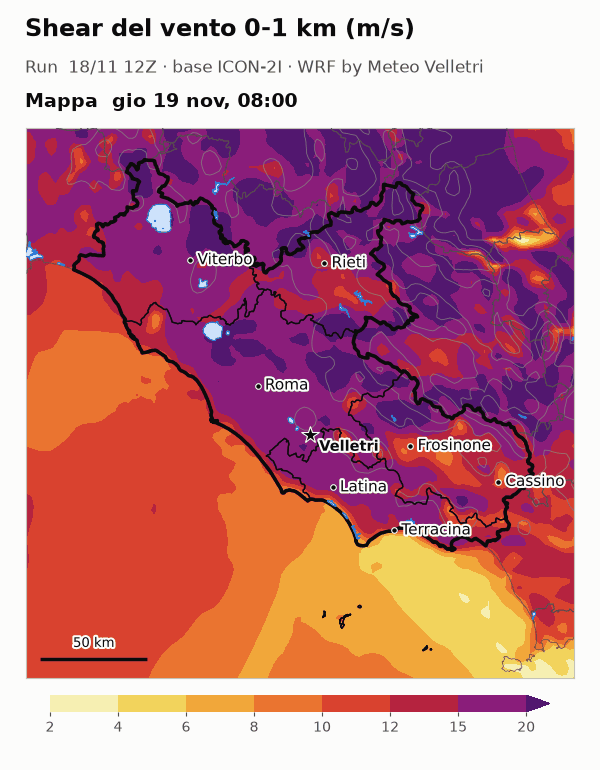 Shear del vento 0-1 km (m/s)
Run  18/11 12Z · base ICON-2I · WRF by Meteo Velletri
Mappa  gio 19 nov, 08:00
Viterbo
Rieti
Roma
Velletri
Frosinone
Cassino
Latina
Terracina
50 km
2 4 6 8 10 12 15 20